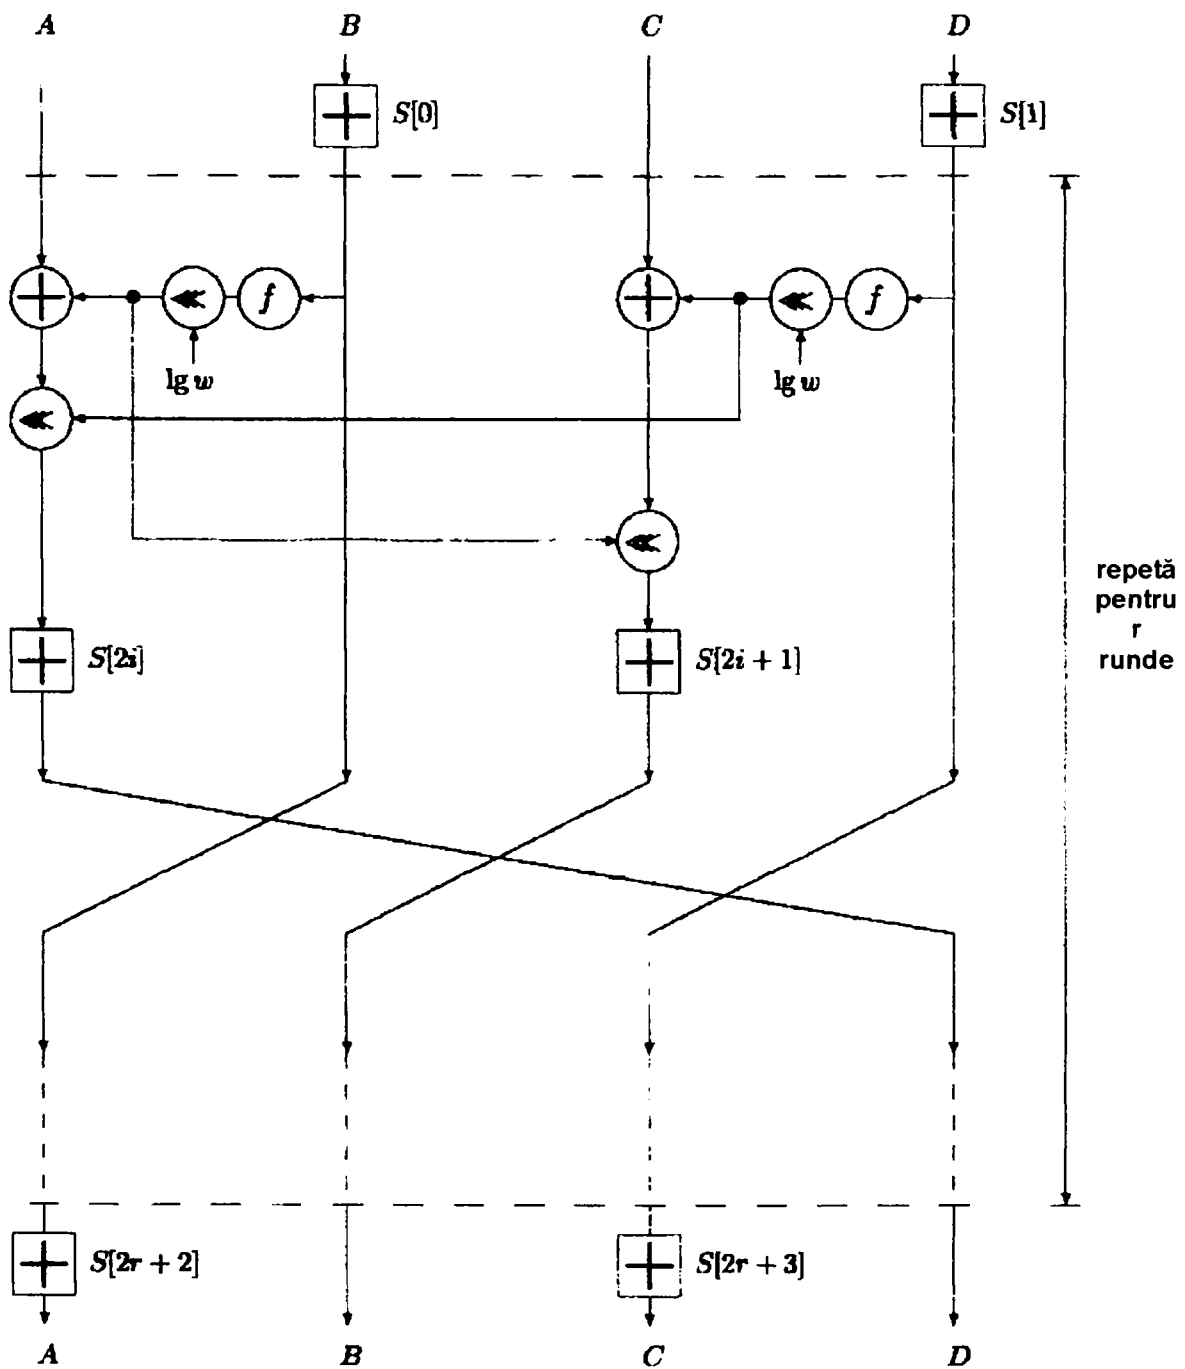 A B C D
S[0] S[1]
f f
lg w lg w
repetă
pentru
r
runde
S[2i] S[2i + 1]
S[2r + 2] S[2r + 3]
A B C D